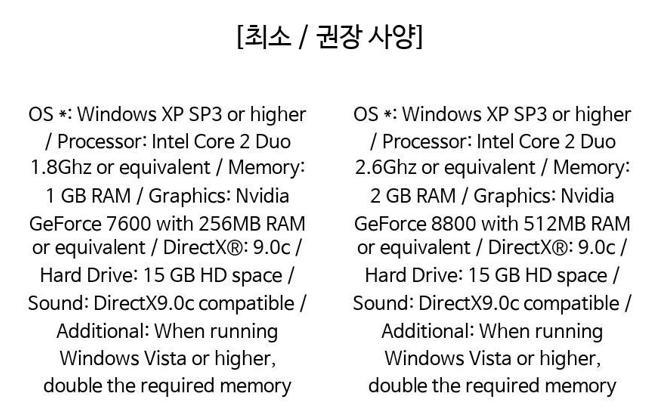 [최소 / 권장 사양]
OS *: Windows XP SP3 or higher
/ Processor: Intel Core 2 Duo
1.8Ghz or equivalent / Memory:
1 GB RAM / Graphics: Nvidia
GeForce 7600 with 256MB RAM
or equivalent / DirectX®: 9.0c /
Hard Drive: 15 GB HD space /
Sound: DirectX9.0c compatible /
Additional: When running
Windows Vista or higher,
double the required memory
OS *: Windows XP SP3 or higher
/ Processor: Intel Core 2 Duo
2.6Ghz or equivalent / Memory:
2 GB RAM / Graphics: Nvidia
GeForce 8800 with 512MB RAM
or equivalent / DirectX®: 9.0c /
Hard Drive: 15 GB HD space /
Sound: DirectX9.0c compatible /
Additional: When running
Windows Vista or higher,
double the required memory